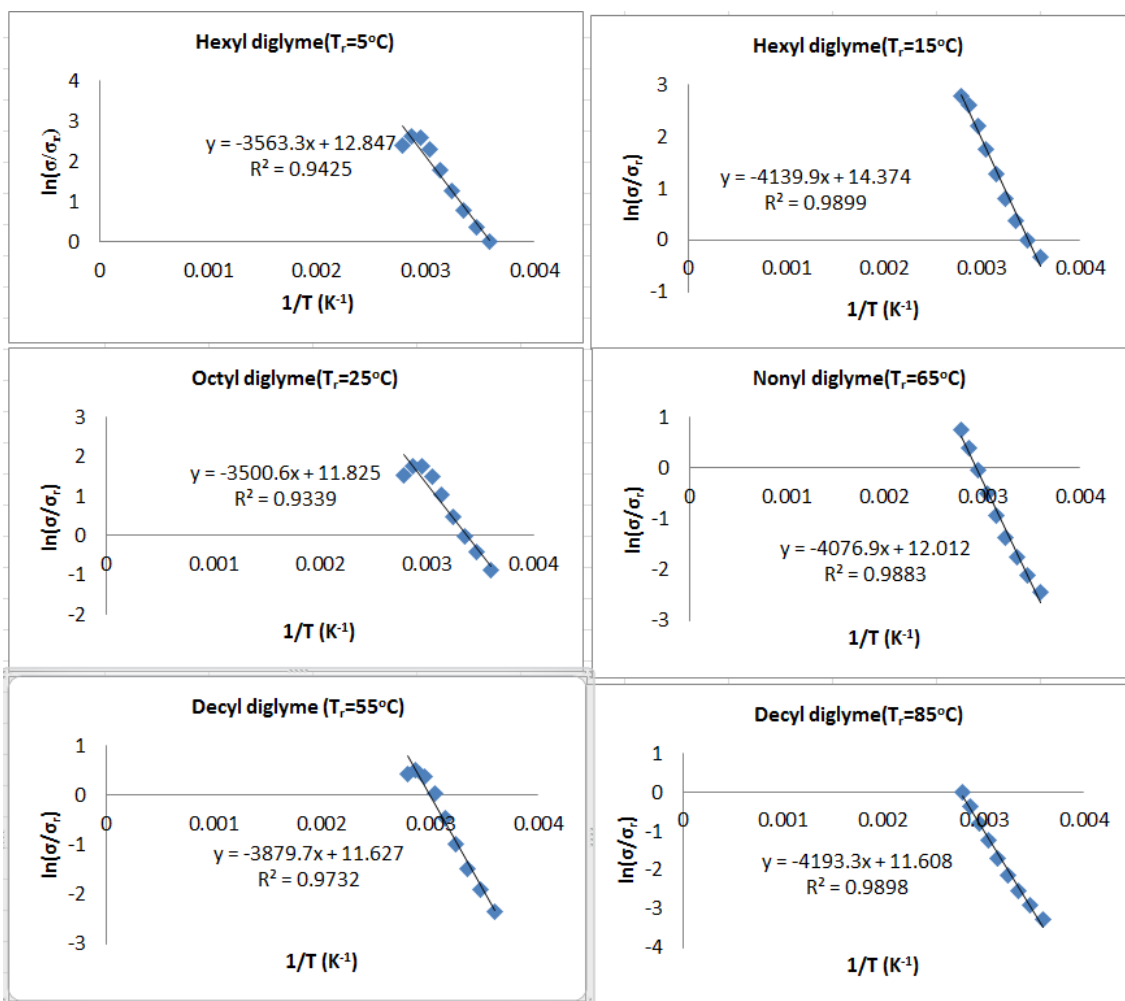 Hexyl diglyme(Tr=5oC)
4
3
2
1
0
ln(σ/σr)
y = -3563.3x + 12.847
R² = 0.9425
0 0.001 0.002 0.003 0.004
1/T (K-1)
Hexyl diglyme(Tr=15oC)
3
2
1
0
-1
ln(σ/σr)
y = -4139.9x + 14.374
R² = 0.9899
0 0.001 0.002 0.003 0.004
1/T (K-1)
Octyl diglyme(Tr=25oC)
3
2
1
0
-1
-2
ln(σ/σr)
y = -3500.6x + 11.825
R² = 0.9339
0 0.001 0.002 0.003 0.004
1/T (K-1)
Nonyl diglyme(Tr=65oC)
1
0
-1
-2
-3
ln(σ/σr)
0 0.001 0.002 0.003 0.004
y = -4076.9x + 12.012
R² = 0.9883
1/T (K-1)
Decyl diglyme (Tr=55oC)
1
0
-1
-2
-3
ln(σ/σr)
0 0.001 0.002 0.003 0.004
y = -3879.7x + 11.627
R² = 0.9732
1/T (K-1)
Decyl diglyme(Tr=85oC)
1
0
-1
-2
-3
-4
ln(σ/σr)
0 0.001 0.002 0.003 0.004
y = -4193.3x + 11.608
R² = 0.9898
1/T (K-1)